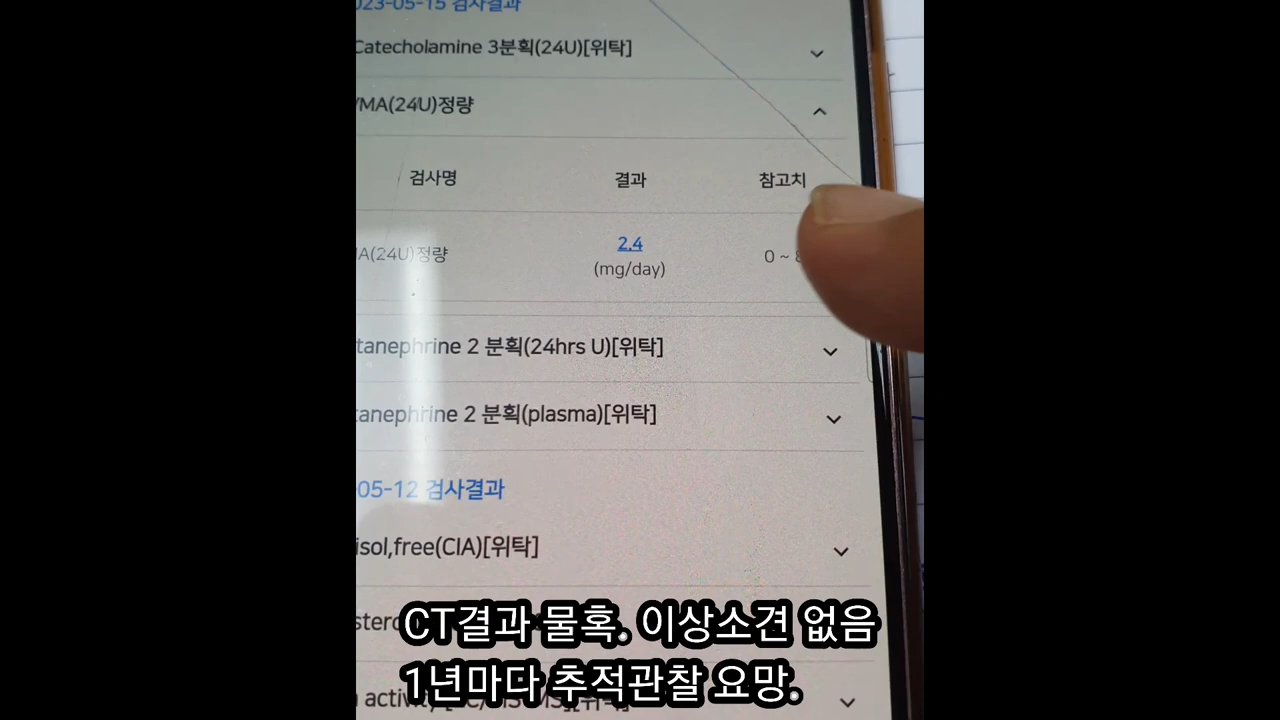 023-05-15 검사결과
Catecholamine 3분획(24U)[위탁]
VMA(24U)정량
검사명 결과 참고치
MA(24U)정량 2.4 0 ~ 8
(mg/day)
tanephrine 2 분획(24hrs U)[위탁]
tanephrine 2 분획(plasma)[위탁]
05-12 검사결과
isol,free(CIA)[위탁]
CT결과 물혹. 이상소견 없음
1년마다 추적관찰 요망.